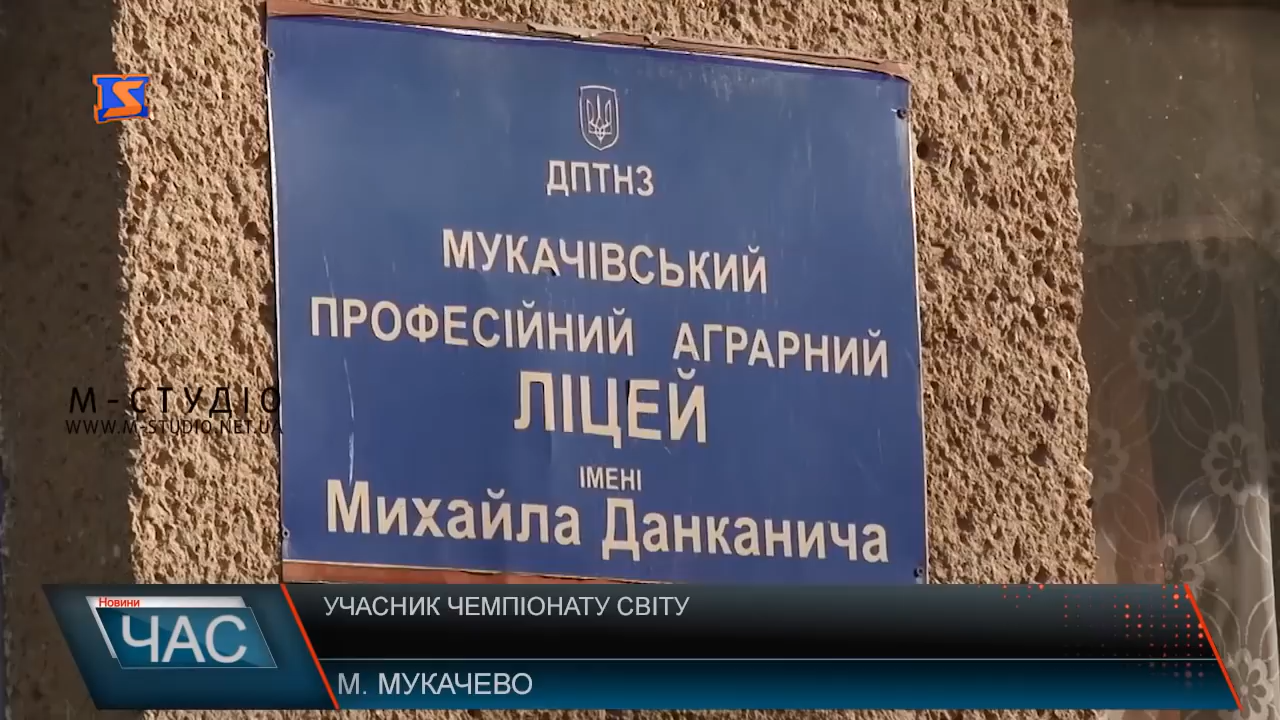 ДПТНЗ
МУКАЧІВСЬКИЙ
ПРОФЕСІЙНИЙ АГРАРНИЙ
ЛІЦЕЙ
ІМЕНІ
Михайла Данканича
М-СТУДІО
WWW.M-STUDIO.NET.UA
Новини
ЧАС
УЧАСНИК ЧЕМПІОНАТУ СВІТУ
М. МУКАЧЕВО